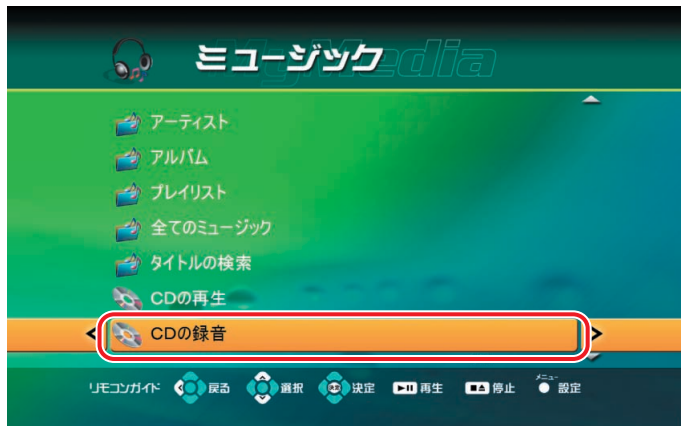 ミュージック
MyMedia
アーティスト
アルバム
プレイリスト
全てのミュージック
タイトルの検索
CDの再生
CDの録音
リモコンガイド 戻る 選択 決定 再生 停止 メニュー 設定